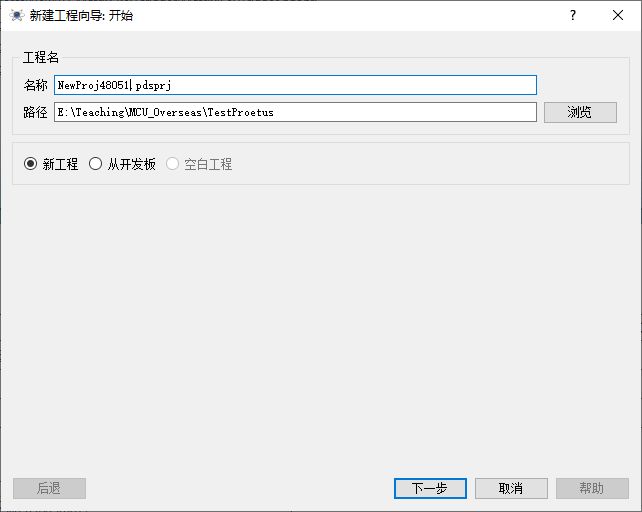 新建工程向导: 开始
?
工程名
名称 NewProj48051.pdsprj
路径 E:\Teaching\MCU_Overseas\TestProetus 浏览
新工程 从开发板 空白工程
后退 下一步 取消 帮助